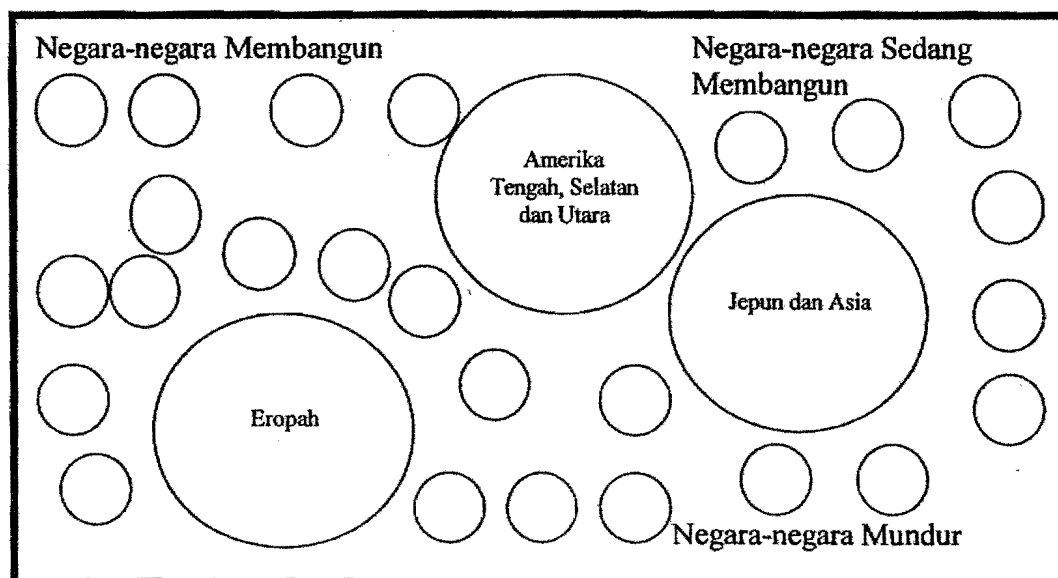 Negara-negara Membangun
Negara-negara Sedang
Membangun
Amerika
Tengah, Selatan
dan Utara
Jepun dan Asia
Eropah
Negara-negara Mundur